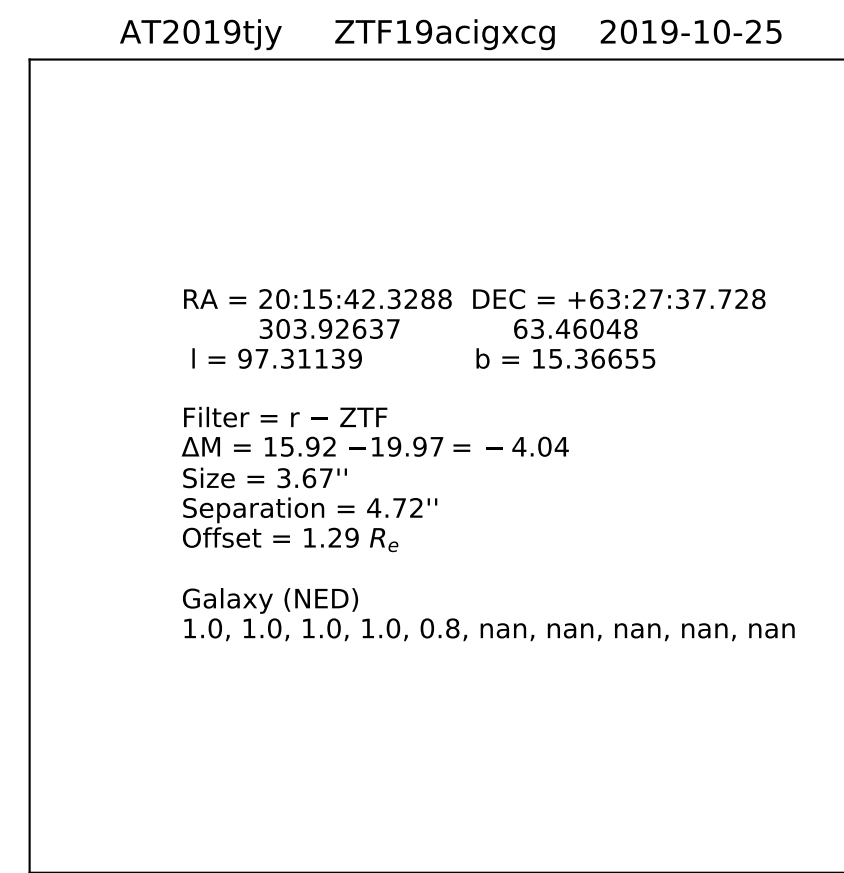 AT2019tjy ZTF19acigxcg 2019-10-25
RA = 20:15:42.3288 DEC = +63:27:37.728
303.92637 63.46048
l = 97.31139 b = 15.36655
Filter = r − ZTF
ΔM = 15.92 −19.97 = − 4.04
Size = 3.67''
Separation = 4.72''
Offset = 1.29 Rₑ
Galaxy (NED)
1.0, 1.0, 1.0, 1.0, 0.8, nan, nan, nan, nan, nan